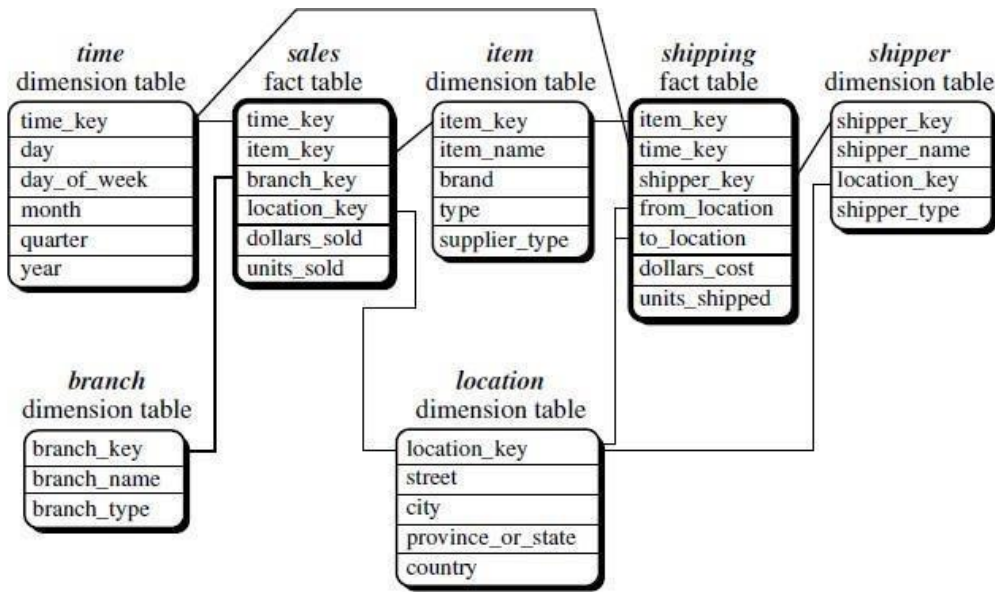 time
dimension table
time_key
day
day_of_week
month
quarter
year
sales
fact table
time_key
item_key
branch_key
location_key
dollars_sold
units_sold
item
dimension table
item_key
item_name
brand
type
supplier_type
shipping
fact table
item_key
time_key
shipper_key
from_location
to_location
dollars_cost
units_shipped
shipper
dimension table
shipper_key
shipper_name
location_key
shipper_type
branch
dimension table
branch_key
branch_name
branch_type
location
dimension table
location_key
street
city
province_or_state
country